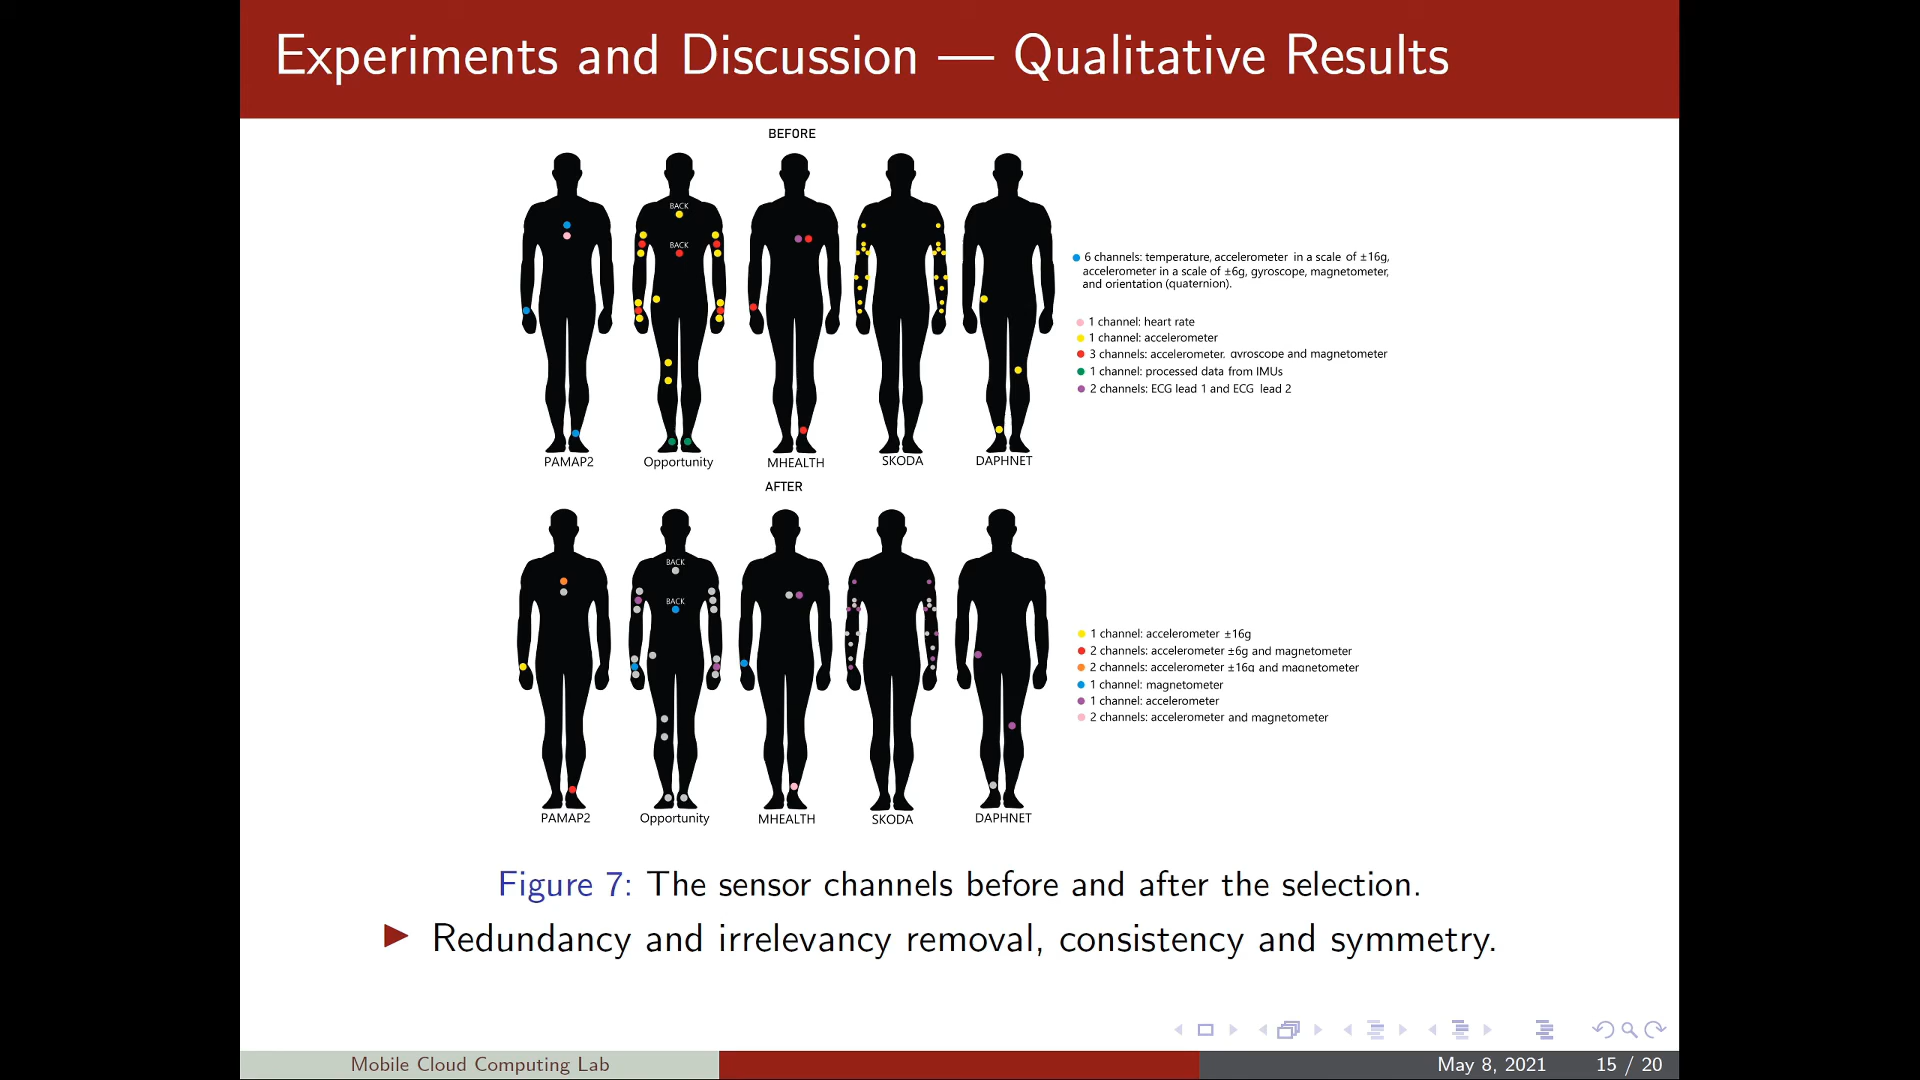 Experiments and Discussion — Qualitative Results
BEFORE
BACK
BACK
6 channels: temperature, accelerometer in a scale of ±16g,
accelerometer in a scale of ±6g, gyroscope, magnetometer,
and orientation (quaternion).
1 channel: heart rate
1 channel: accelerometer
3 channels: accelerometer, gyroscope and magnetometer
1 channel: processed data from IMUs
2 channels: ECG lead 1 and ECG lead 2
PAMAP2 Opportunity MHEALTH SKODA DAPHNET
AFTER
BACK
BACK
1 channel: accelerometer ±16g
2 channels: accelerometer ±6g and magnetometer
2 channels: accelerometer ±16g and magnetometer
1 channel: magnetometer
1 channel: accelerometer
2 channels: accelerometer and magnetometer
PAMAP2 Opportunity MHEALTH SKODA DAPHNET
Figure 7: The sensor channels before and after the selection.
Redundancy and irrelevancy removal, consistency and symmetry.
Mobile Cloud Computing Lab May 8, 2021 15 / 20